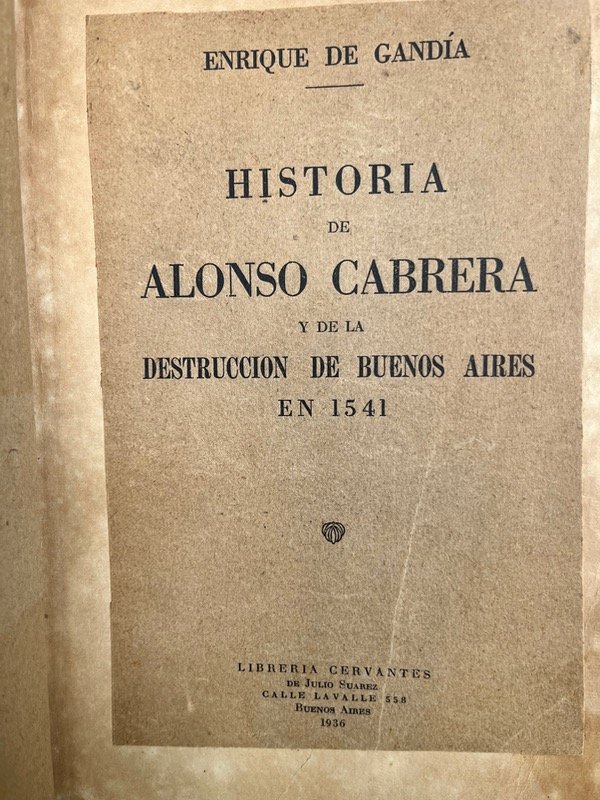 ENRIQUE DE GANDÍA
HISTORIA
DE
ALONSO CABRERA
Y DE LA
DESTRUCCION DE BUENOS AIRES
EN 1541
LIBRERIA CERVANTES
DE JULIO SUAREZ
CALLE LAVALLE 558
BUENOS AIRES
1936